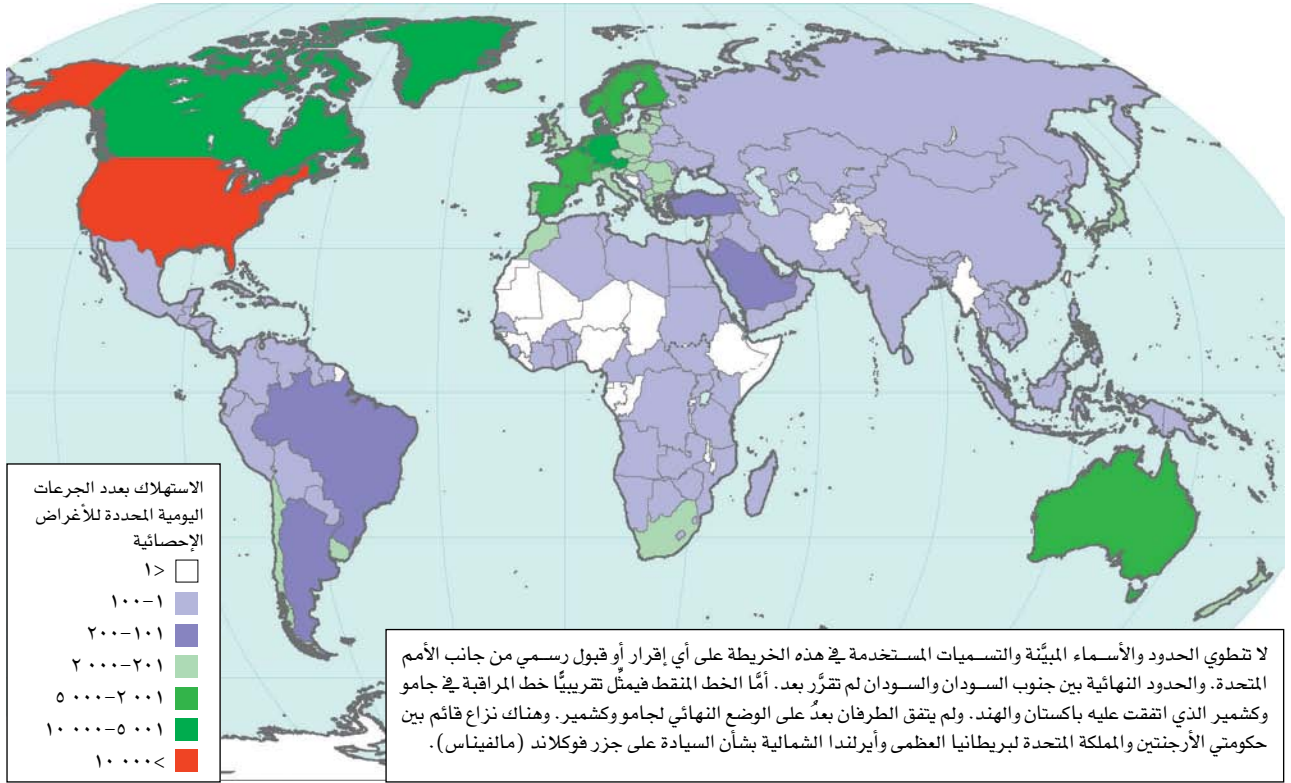 الاستهلاك بعدد الجرعات
اليومية المحددة للأغراض
الإحصائية
<١
١-١٠٠
١٠١-٢٠٠
٢٠١-٢ ٠٠٠
٢ ٠٠١-٥ ٠٠٠
٥ ٠٠١-١٠ ٠٠٠
>١٠ ٠٠٠
لا تنطوي الحدود والأسماء المبيَّنة والتسميات المستخدمة في هذه الخريطة على أي إقرار أو قبول رسمي من جانب الأمم
المتحدة. والحدود النهائية بين جنوب السودان والسودان لم تقرَّر بعد. أمَّا الخط المنقط فيمثِّل تقريبيًّا خط المراقبة في جامو
وكشمير الذي اتفقت عليه باكستان والهند. ولم يتفق الطرفان بعدُ على الوضع النهائي لجامو وكشمير. وهناك نزاع قائم بين
حكومتي الأرجنتين والمملكة المتحدة لبريطانيا العظمى وأيرلندا الشمالية بشأن السيادة على جزر فوكلاند (مالفيناس).